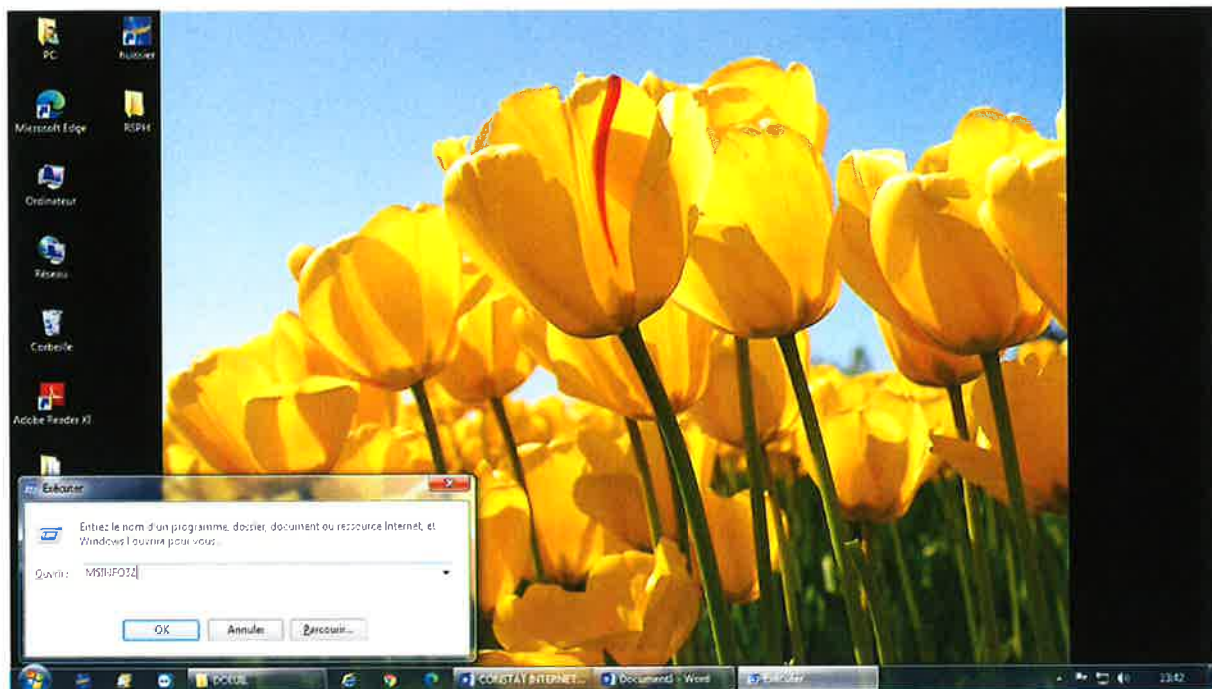 PC
huissier
Microsoft Edge
RSPH
Ordinateur
Réseau
Corbeille
Adobe Reader XI
Exécuter
Entrez le nom d'un programme, dossier, document ou ressource Internet, et
Windows l'ouvrira pour vous.
Ouvrir :
MSINFO32
OK
Annuler
Parcourir...
CONSTAT INTERNET...
Document1 - Word
Exécuter
23:42